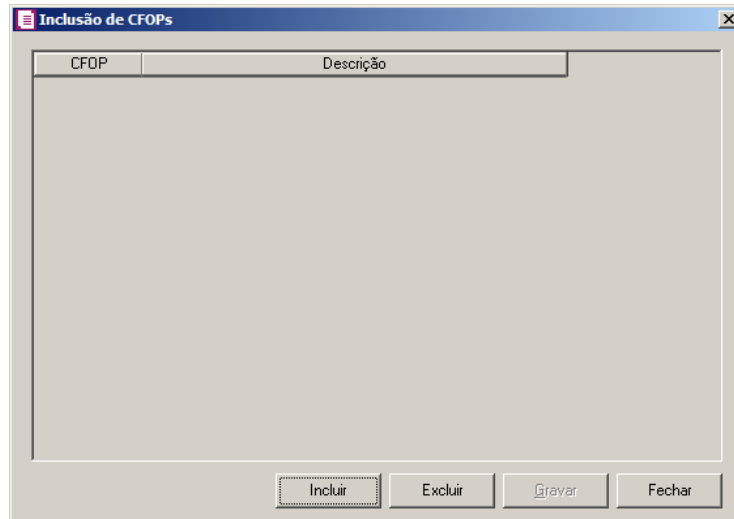 Inclusão de CFOPs
CFOP Descrição
Incluir Excluir Gravar Fechar